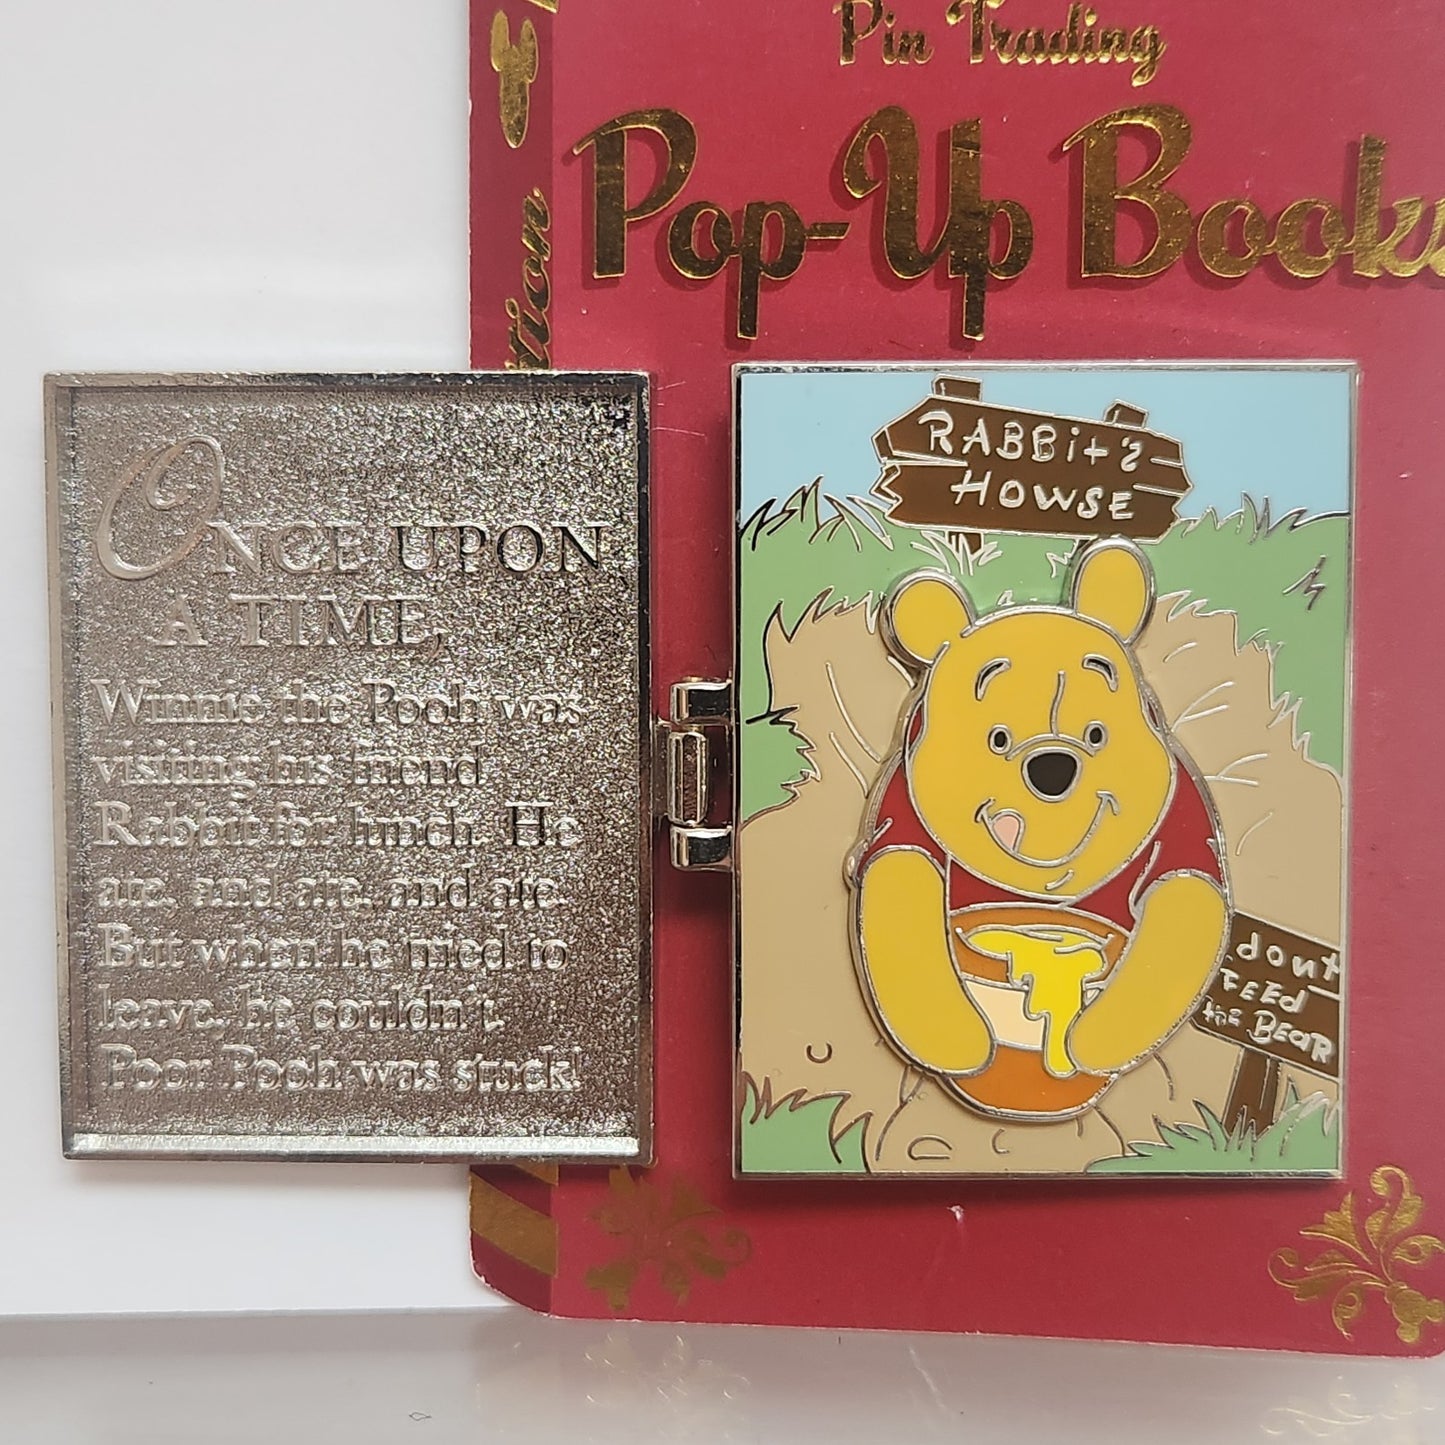 Pin Trading
Pop-Up Books
ONCE UPON
A TIME,
Winnie the Pooh was
visiting his friend
Rabbit for lunch. He
ate, and ate, and ate.
But when he tried to
leave, he couldn't.
Poor Pooh was stuck!
RABBit's
HOWSE
dont
FEED
the BEAR